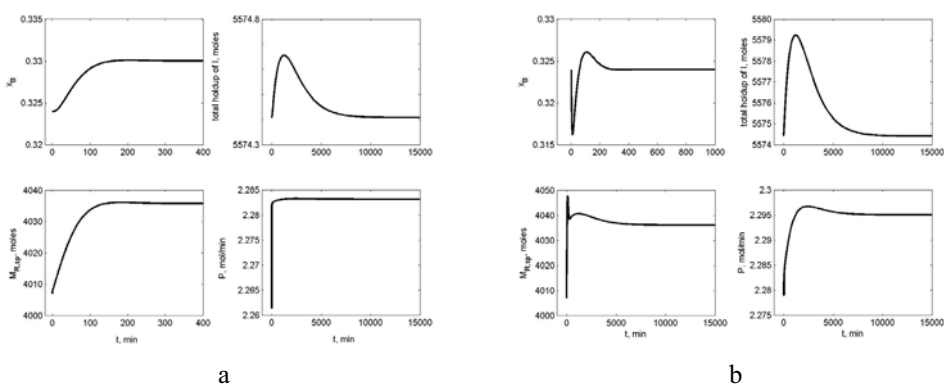 0.335
0.33
0.325
0.32
x_B
0 100 200 300 400
5574.8
5574.3
total holdup of I, moles
0 5000 10000 15000
4040
4030
4020
4010
4000
M_R,sp, moles
0 100 200 300 400
t, min
2.285
2.28
2.275
2.27
2.265
2.26
P, mol/min
0 5000 10000 15000
t, min
a
0.33
0.325
0.32
0.315
x_B
0 200 400 600 800 1000
5580
5579
5578
5577
5576
5575
5574
total holdup of I, moles
0 5000 10000 15000
4050
4040
4030
4020
4010
4000
M_R,sp, moles
0 5000 10000 15000
t, min
2.3
2.295
2.29
2.285
2.28
2.275
P, mol/min
0 5000 10000 15000
t, min
b